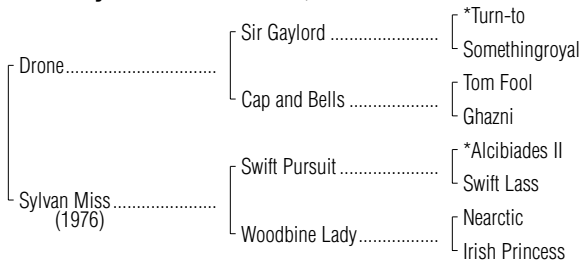 *Turn-to
Sir Gaylord ......................
Somethingroyal
Drone...............................
Tom Fool
Cap and Bells ...................
Ghazni
*Alcibiades II
Swift Pursuit .....................
Swift Lass
Sylvan Miss.....................
(1976)
Nearctic
Woodbine Lady.................
Irish Princess